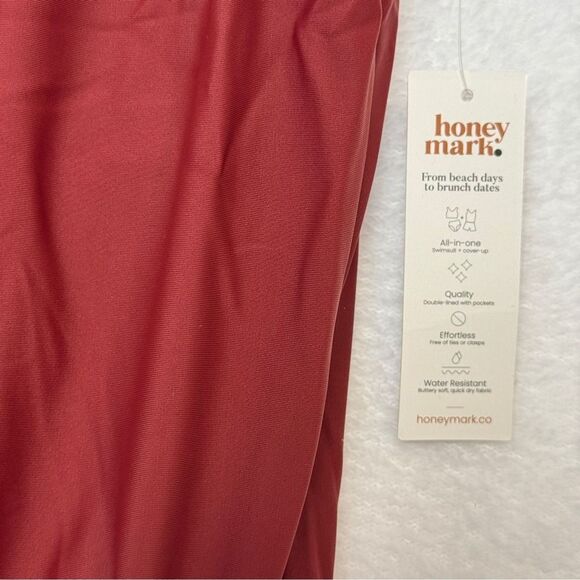 honey
mark.
From beach days
to brunch dates
All-in-one
Swimsuit + cover-up
Quality
Double-lined with pockets
Effortless
Free of ties or clasps
Water Resistant
Buttery soft, quick dry fabric
honeymark.co